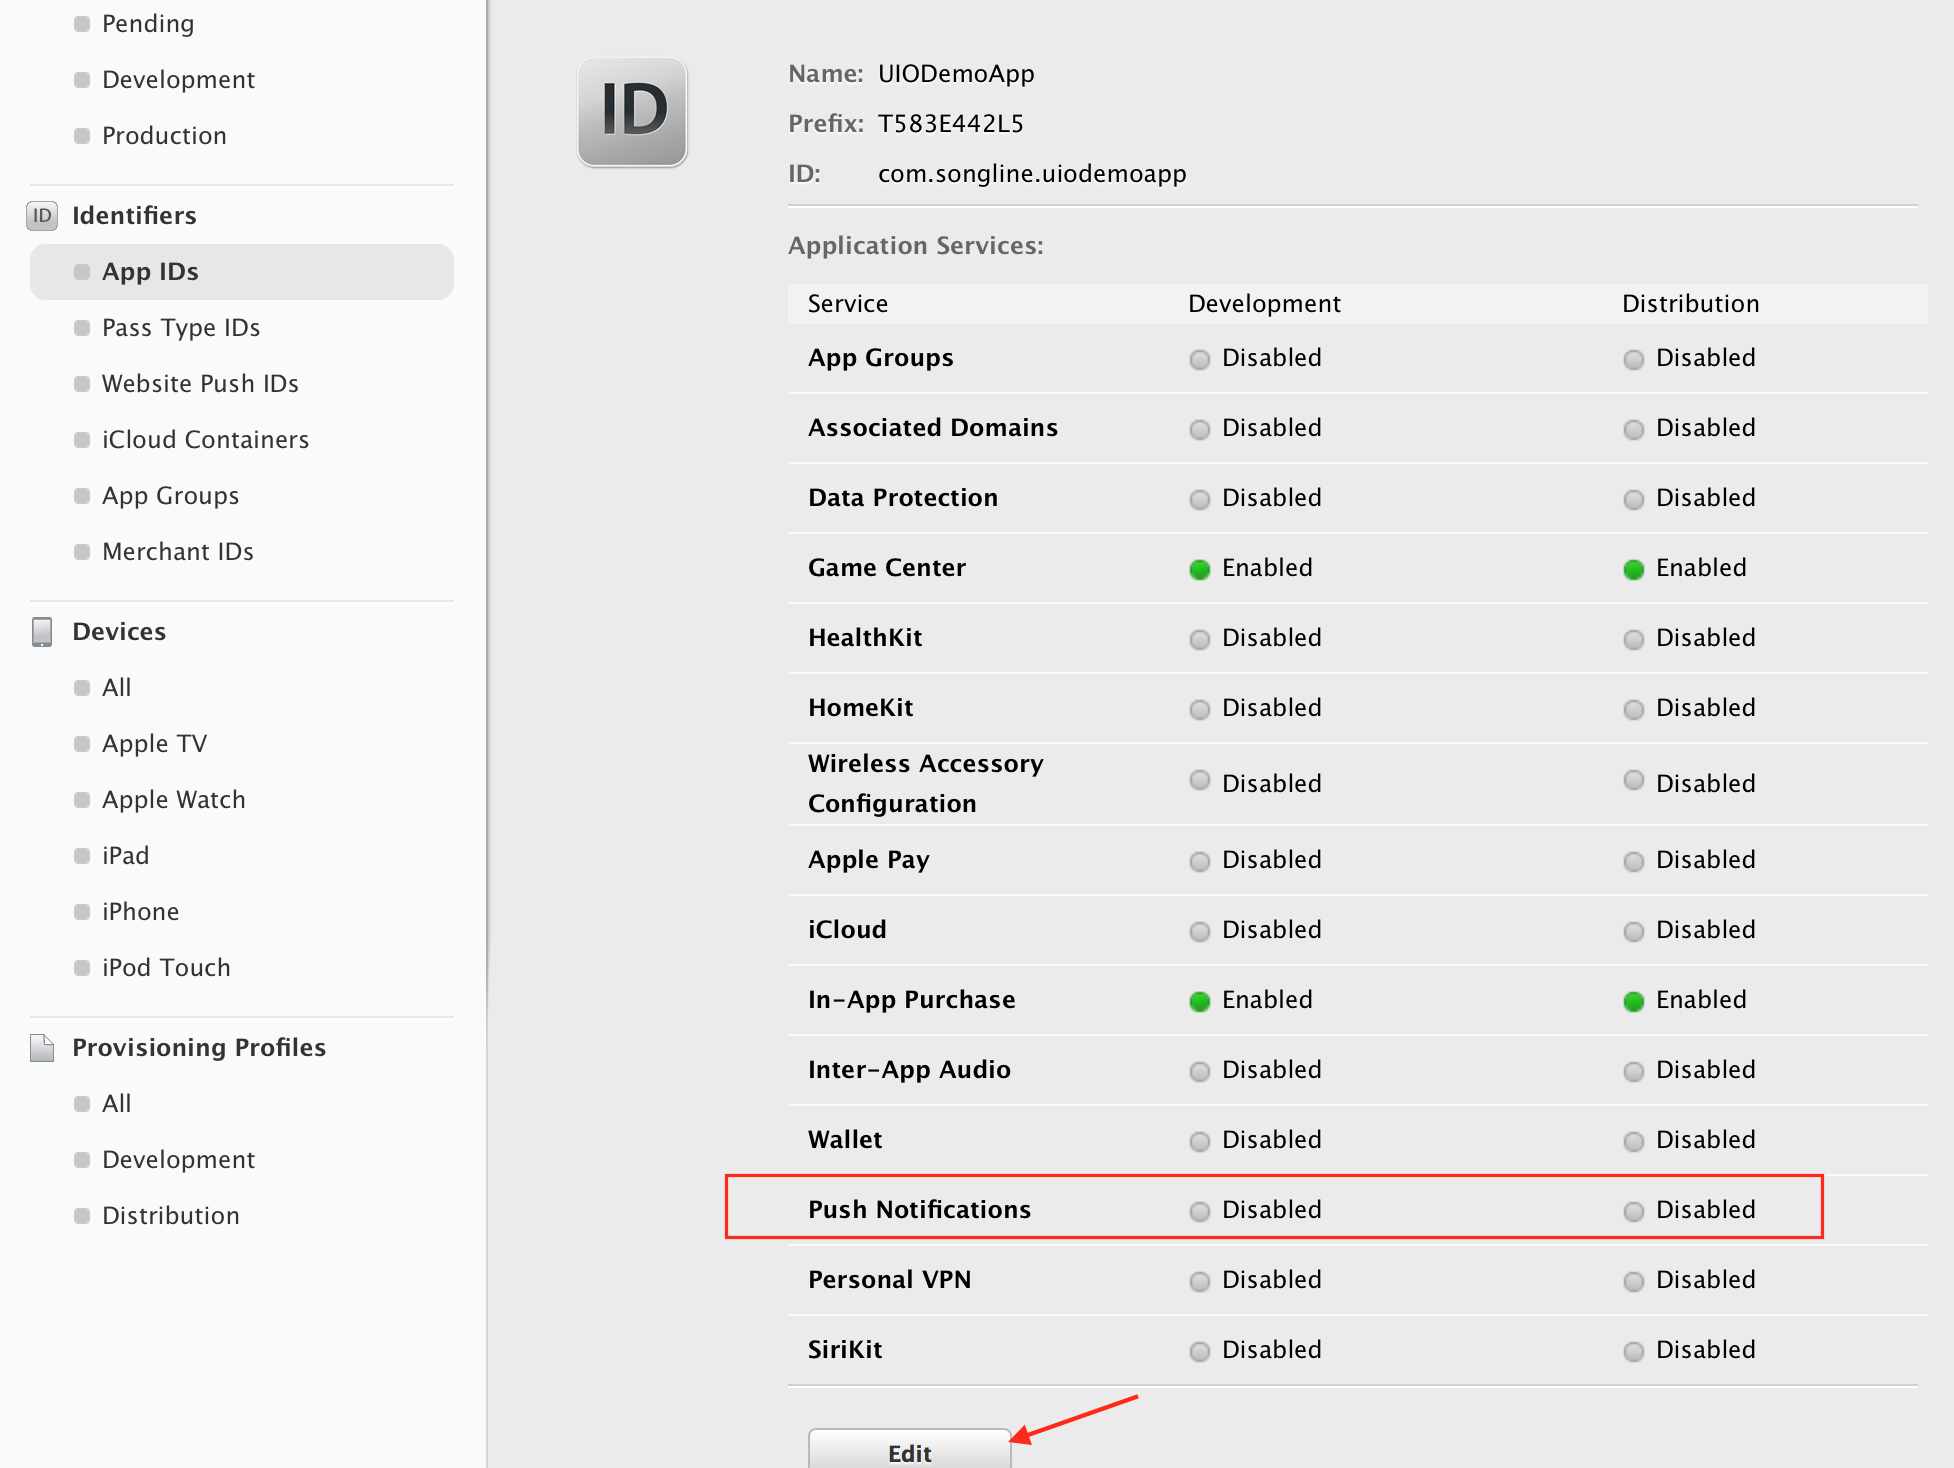 Pending
Development
Production
ID Identifiers
App IDs
Pass Type IDs
Website Push IDs
iCloud Containers
App Groups
Merchant IDs
Devices
All
Apple TV
Apple Watch
iPad
iPhone
iPod Touch
Provisioning Profiles
All
Development
Distribution
ID
Name: UIODemoApp
Prefix: T583E442L5
ID: com.songline.uiodemoapp
Application Services:
Service Development Distribution
App Groups Disabled Disabled
Associated Domains Disabled Disabled
Data Protection Disabled Disabled
Game Center Enabled Enabled
HealthKit Disabled Disabled
HomeKit Disabled Disabled
Wireless Accessory
Configuration Disabled Disabled
Apple Pay Disabled Disabled
iCloud Disabled Disabled
In-App Purchase Enabled Enabled
Inter-App Audio Disabled Disabled
Wallet Disabled Disabled
Push Notifications Disabled Disabled
Personal VPN Disabled Disabled
SiriKit Disabled Disabled
Edit